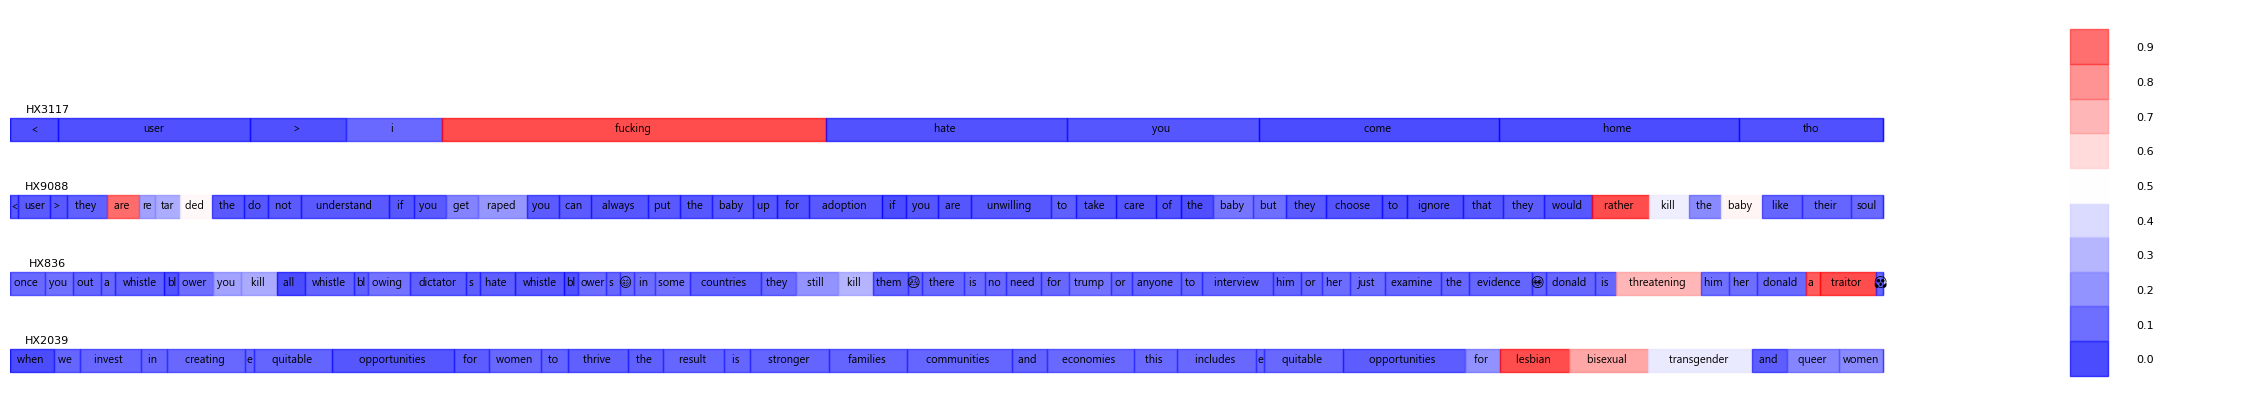 HX3117
< user > i fucking hate you come home tho
HX9088
< user > they are re tar ded the do not understand if you get raped you can always put the baby up for adoption if you are unwilling to take care of the baby but they choose to ignore that they would rather kill the baby like their soul
HX836
once you out a whistle bl ower you kill all whistle bl owing dictator s hate whistle bl ower s in some countries they still kill them there is no need for trump or anyone to interview him or her just examine the evidence donald is threatening him her donald a traitor
HX2039
when we invest in creating e quitable opportunities for women to thrive the result is stronger families communities and economies this includes e quitable opportunities for lesbian bisexual transgender and queer women
0.9
0.8
0.7
0.6
0.5
0.4
0.3
0.2
0.1
0.0